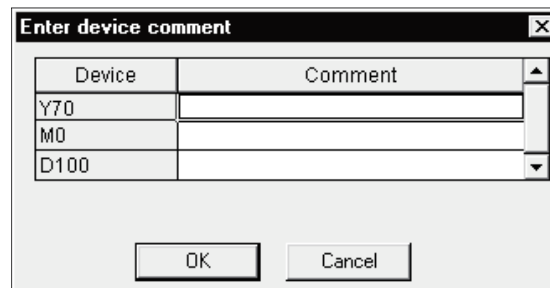 Enter device comment
Device Comment
Y70
M0
D100
OK Cancel